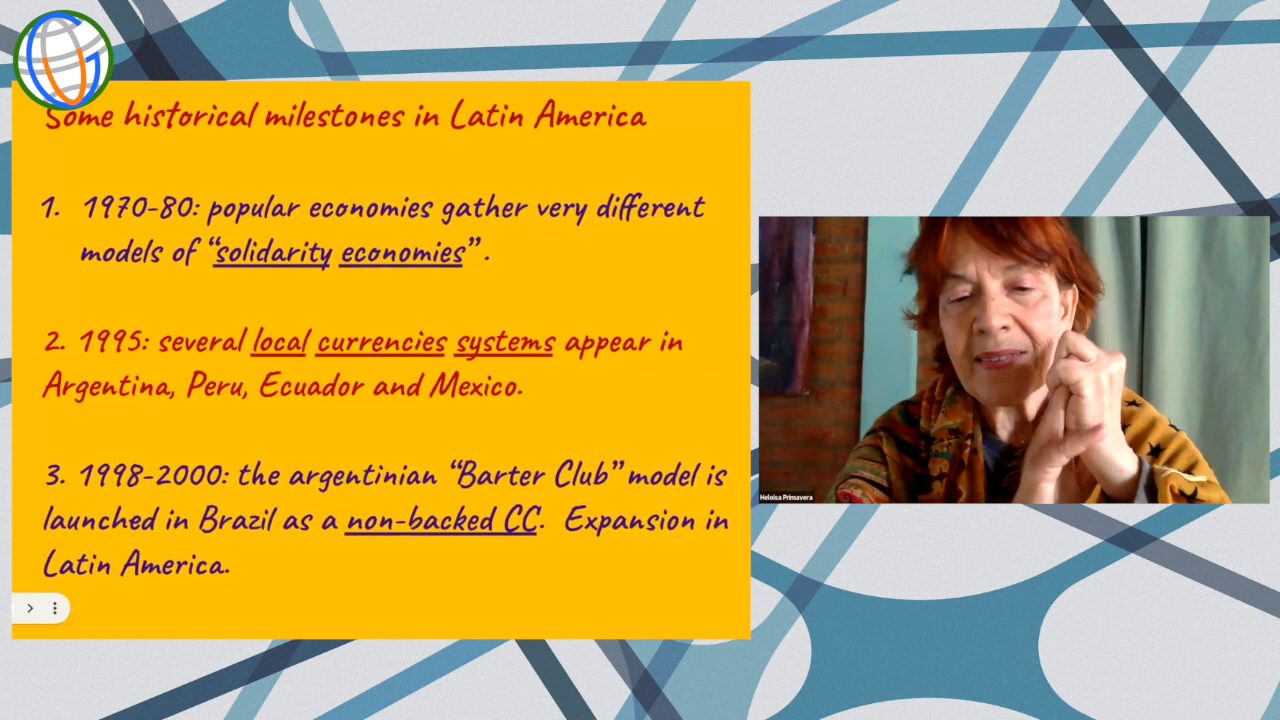 Some historical milestones in Latin America
1. 1970-80: popular economies gather very different
models of “solidarity economies”.
2. 1995: several local currencies systems appear in
Argentina, Peru, Ecuador and Mexico.
3. 1998-2000: the argentinian “Barter Club” model is
launched in Brazil as a non-backed CC. Expansion in
Latin America.
Heloisa Primavera